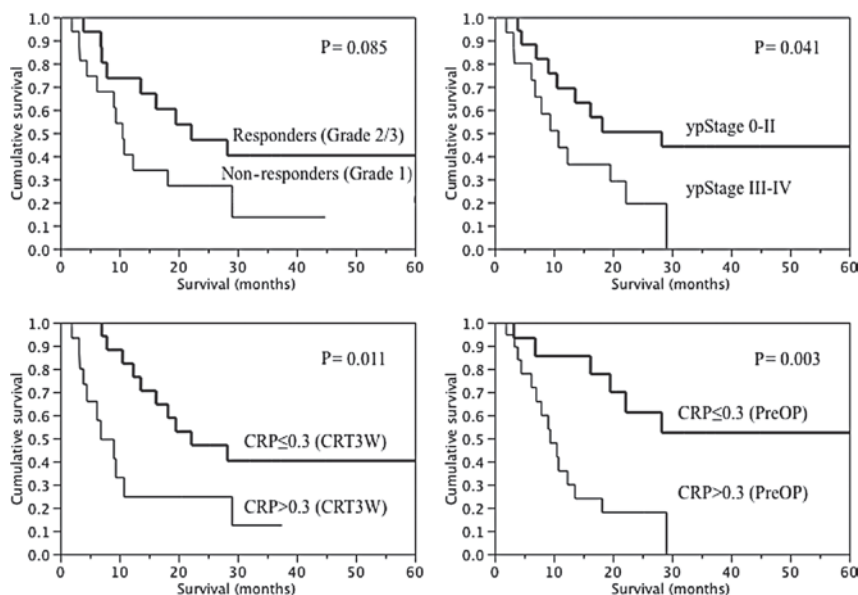 1.0
0.9
0.8
0.7
0.6
0.5
0.4
0.3
0.2
0.1
0.0
Cumulative survival
P= 0.085
Responders (Grade 2/3)
Non-responders (Grade 1)
0 10 20 30 40 50 60
Survival (months)
1.0
0.9
0.8
0.7
0.6
0.5
0.4
0.3
0.2
0.1
0.0
Cumulative survival
P= 0.041
ypStage 0-II
ypStage III-IV
0 10 20 30 40 50 60
Survival (months)
1.0
0.9
0.8
0.7
0.6
0.5
0.4
0.3
0.2
0.1
0.0
Cumulative survival
P= 0.011
CRP≤0.3 (CRT3W)
CRP>0.3 (CRT3W)
0 10 20 30 40 50 60
Survival (months)
1.0
0.9
0.8
0.7
0.6
0.5
0.4
0.3
0.2
0.1
0.0
Cumulative survival
P= 0.003
CRP≤0.3 (PreOP)
CRP>0.3 (PreOP)
0 10 20 30 40 50 60
Survival (months)